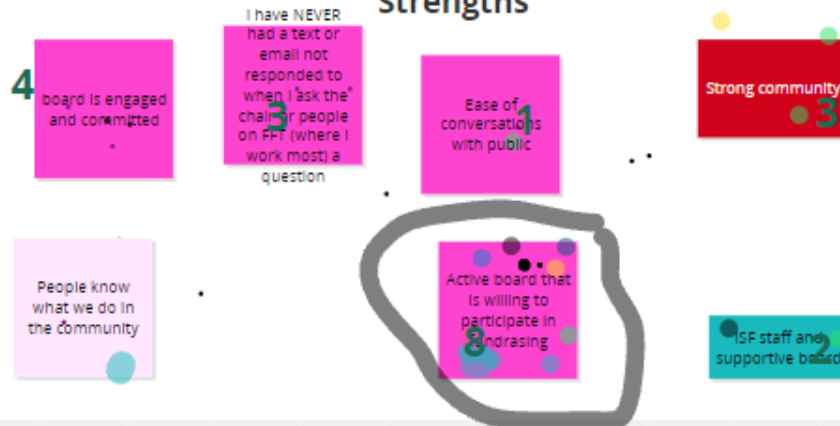 Strengths
4
board is engaged
and committed
I have NEVER
had a text or
email not
responded to
when I ask the
chair or people
on FFT (where I
work most) a
question
3
Ease of
conversations
with public
1
Strong community
3
People know
what we do in
the community
Active board that
is willing to
participate in
fundrasing
8
ISF staff and
supportive board
2